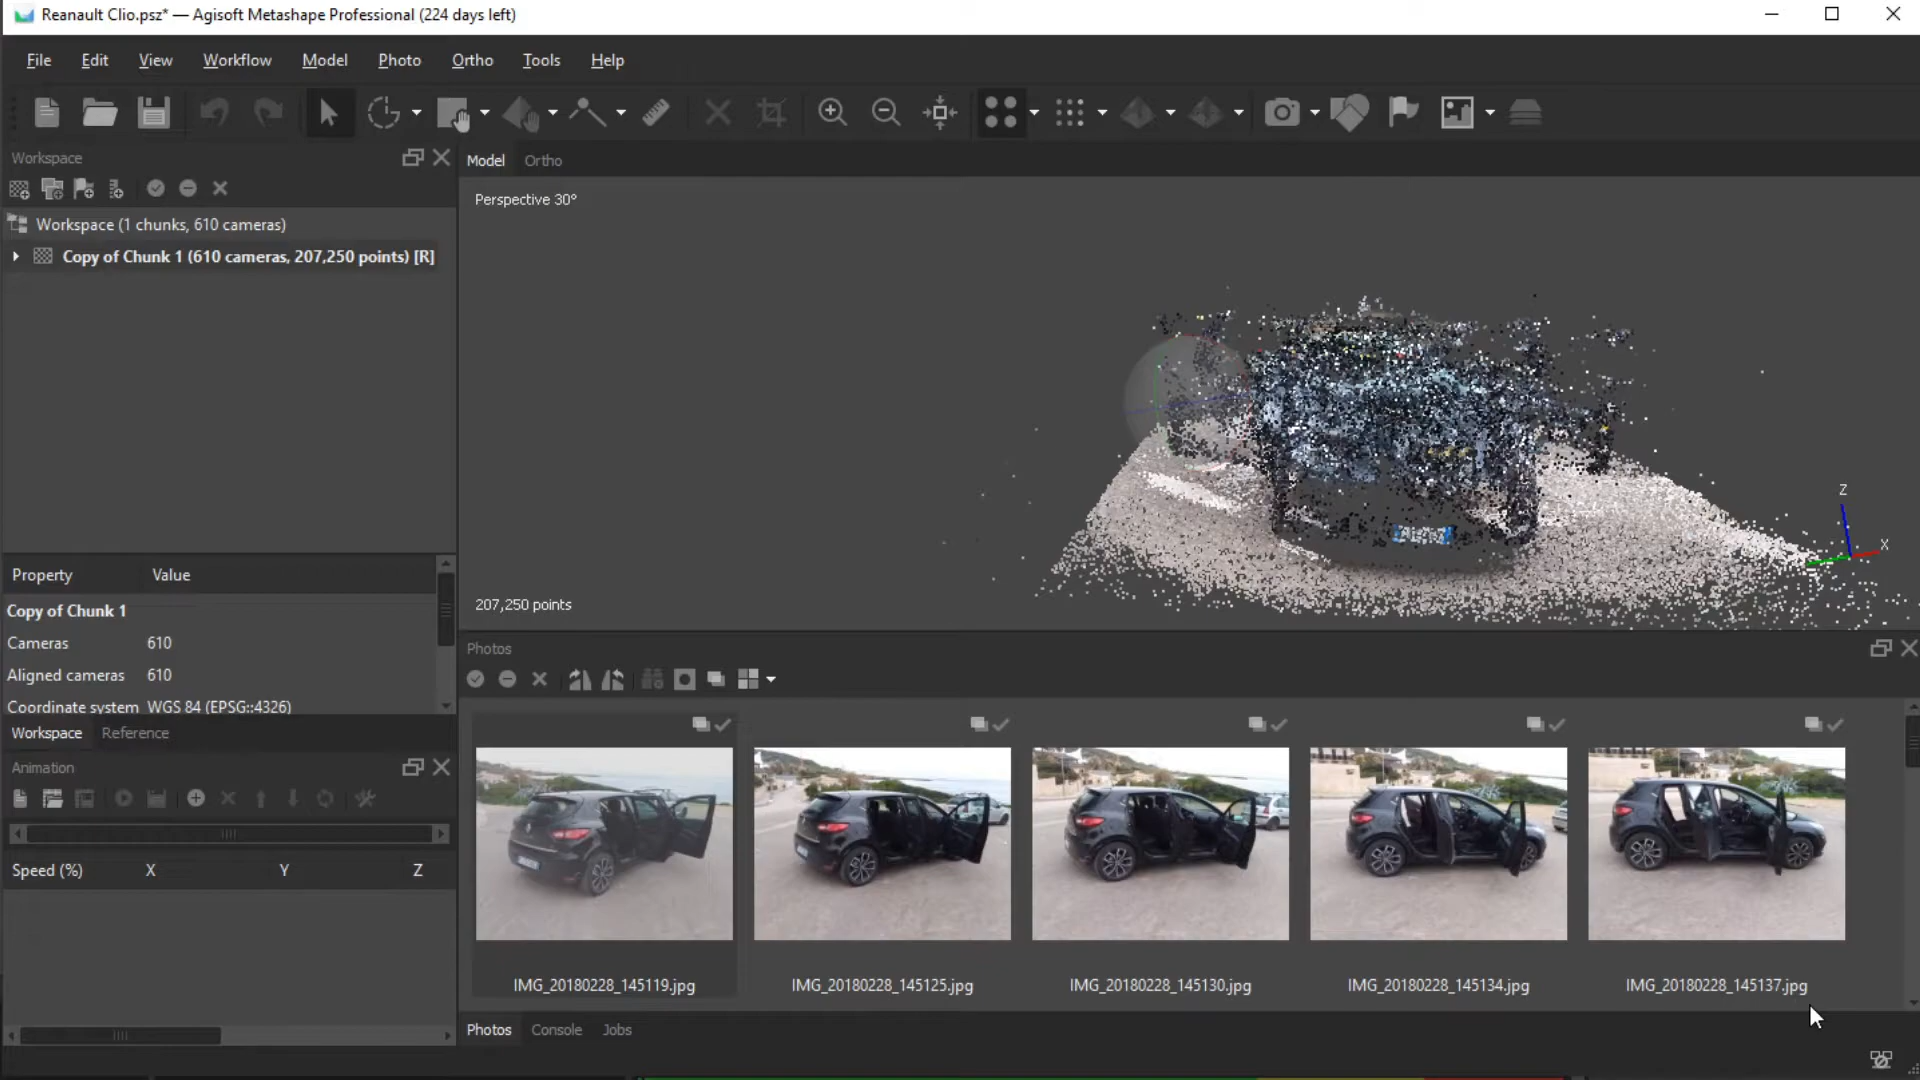 Reanault Clio.psz* — Agisoft Metashape Professional (224 days left)
File Edit View Workflow Model Photo Ortho Tools Help
Workspace
Model Ortho
Perspective 30°
Workspace (1 chunks, 610 cameras)
Copy of Chunk 1 (610 cameras, 207,250 points) [R]
Z
X
207,250 points
Property Value
Copy of Chunk 1
Cameras 610
Aligned cameras 610
Coordinate system WGS 84 (EPSG::4326)
Workspace Reference
Photos
IMG_20180228_145119.jpg
IMG_20180228_145125.jpg
IMG_20180228_145130.jpg
IMG_20180228_145134.jpg
IMG_20180228_145137.jpg
Animation
Speed (%) X Y Z
Photos Console Jobs